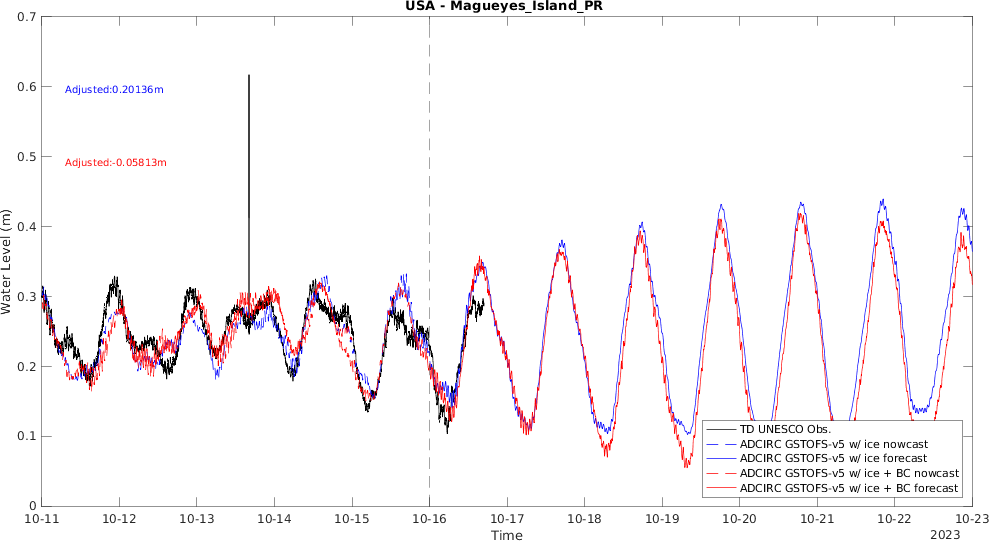 USA - Magueyes_Island_PR
0.7
0.6
0.5
0.4
0.3
0.2
0.1
0
Water Level (m)
Adjusted:0.20136m
Adjusted:-0.05813m
TD UNESCO Obs.
ADCIRC GSTOFS-v5 w/ ice nowcast
ADCIRC GSTOFS-v5 w/ ice forecast
ADCIRC GSTOFS-v5 w/ ice + BC nowcast
ADCIRC GSTOFS-v5 w/ ice + BC forecast
10-11 10-12 10-13 10-14 10-15 10-16 10-17 10-18 10-19 10-20 10-21 10-22 10-23
Time
2023